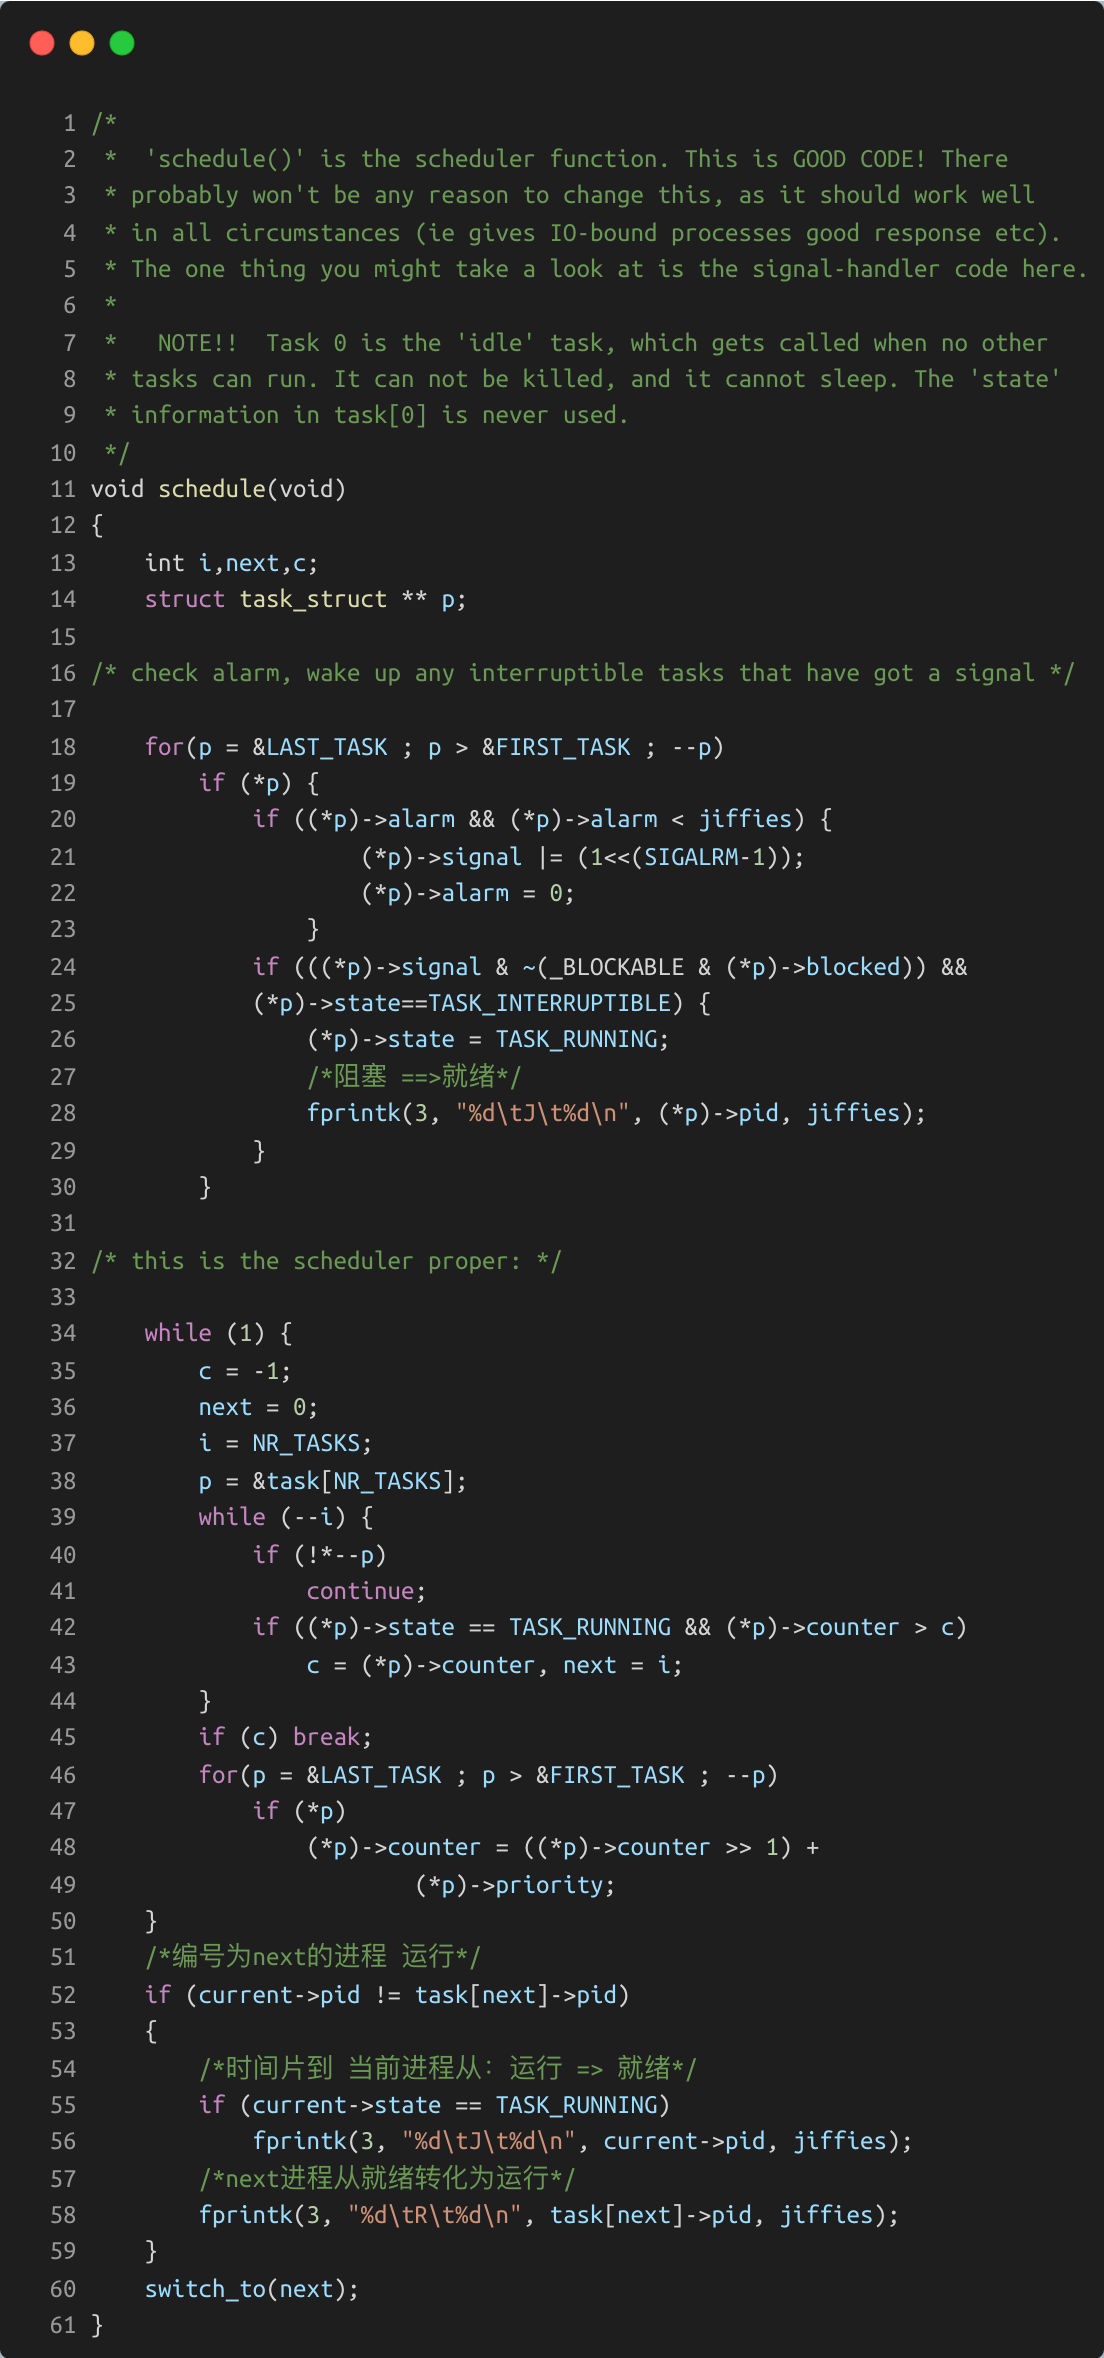 1 /*
2  *  'schedule()' is the scheduler function. This is GOOD CODE! There
3  * probably won't be any reason to change this, as it should work well
4  * in all circumstances (ie gives IO-bound processes good response etc).
5  * The one thing you might take a look at is the signal-handler code here.
6  *
7  *   NOTE!!  Task 0 is the 'idle' task, which gets called when no other
8  * tasks can run. It can not be killed, and it cannot sleep. The 'state'
9  * information in task[0] is never used.
10  */
11 void schedule(void)
12 {
13     int i,next,c;
14     struct task_struct ** p;
15
16 /* check alarm, wake up any interruptible tasks that have got a signal */
17
18     for(p = &LAST_TASK ; p > &FIRST_TASK ; --p)
19         if (*p) {
20             if ((*p)->alarm && (*p)->alarm < jiffies) {
21                     (*p)->signal |= (1<<(SIGALRM-1));
22                     (*p)->alarm = 0;
23                 }
24             if (((*p)->signal & ~(_BLOCKABLE & (*p)->blocked)) &&
25             (*p)->state==TASK_INTERRUPTIBLE) {
26                 (*p)->state = TASK_RUNNING;
27                 /*阻塞 ==>就绪*/
28                 fprintk(3, "%d\tJ\t%d\n", (*p)->pid, jiffies);
29             }
30         }
31
32 /* this is the scheduler proper: */
33
34     while (1) {
35         c = -1;
36         next = 0;
37         i = NR_TASKS;
38         p = &task[NR_TASKS];
39         while (--i) {
40             if (!*--p)
41                 continue;
42             if ((*p)->state == TASK_RUNNING && (*p)->counter > c)
43                 c = (*p)->counter, next = i;
44         }
45         if (c) break;
46         for(p = &LAST_TASK ; p > &FIRST_TASK ; --p)
47             if (*p)
48                 (*p)->counter = ((*p)->counter >> 1) +
49                         (*p)->priority;
50     }
51     /*编号为next的进程 运行*/
52     if (current->pid != task[next]->pid)
53     {
54         /*时间片到 当前进程从：运行 => 就绪*/
55         if (current->state == TASK_RUNNING)
56             fprintk(3, "%d\tJ\t%d\n", current->pid, jiffies);
57         /*next进程从就绪转化为运行*/
58         fprintk(3, "%d\tR\t%d\n", task[next]->pid, jiffies);
59     }
60     switch_to(next);
61 }